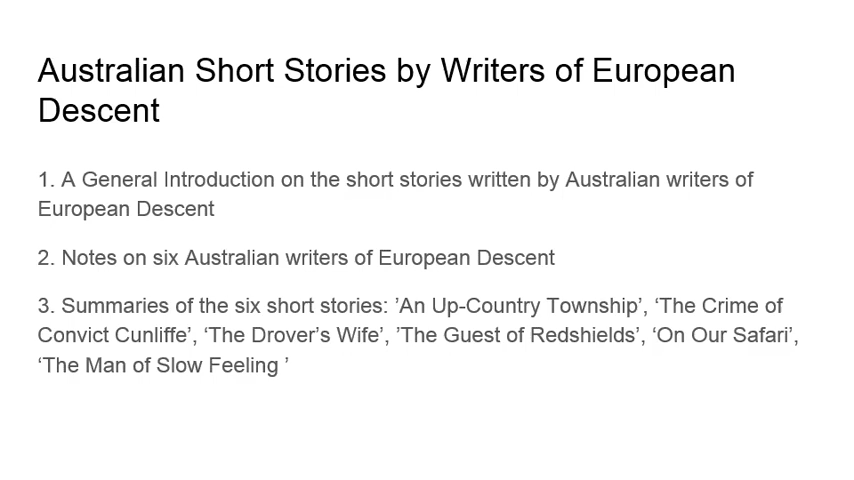 Australian Short Stories by Writers of European
Descent
1. A General Introduction on the short stories written by Australian writers of
European Descent
2. Notes on six Australian writers of European Descent
3. Summaries of the six short stories: ’An Up-Country Township’, ‘The Crime of
Convict Cunliffe’, ‘The Drover’s Wife’, ’The Guest of Redshields’, ‘On Our Safari’,
‘The Man of Slow Feeling ’